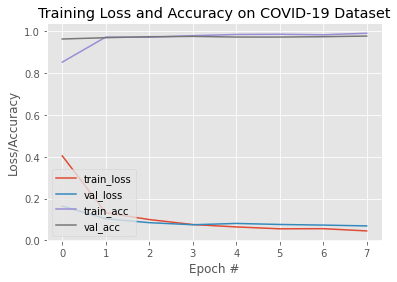 Training Loss and Accuracy on COVID-19 Dataset
1.0
0.8
0.6
0.4
0.2
0.0
Loss/Accuracy
train_loss
val_loss
train_acc
val_acc
0 1 2 3 4 5 6 7
Epoch #